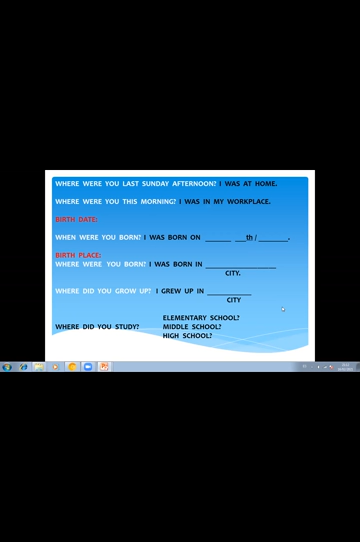 WHERE WERE YOU LAST SUNDAY AFTERNOON? I WAS AT HOME.
WHERE WERE YOU THIS MORNING? I WAS IN MY WORKPLACE.
BIRTH DATE:
WHEN WERE YOU BORN? I WAS BORN ON _______ ___th / ________.
BIRTH PLACE:
WHERE WERE YOU BORN? I WAS BORN IN ___________________
CITY.
WHERE DID YOU GROW UP? I GREW UP IN ____________
CITY
ELEMENTARY SCHOOL?
WHERE DID YOU STUDY? MIDDLE SCHOOL?
HIGH SCHOOL?